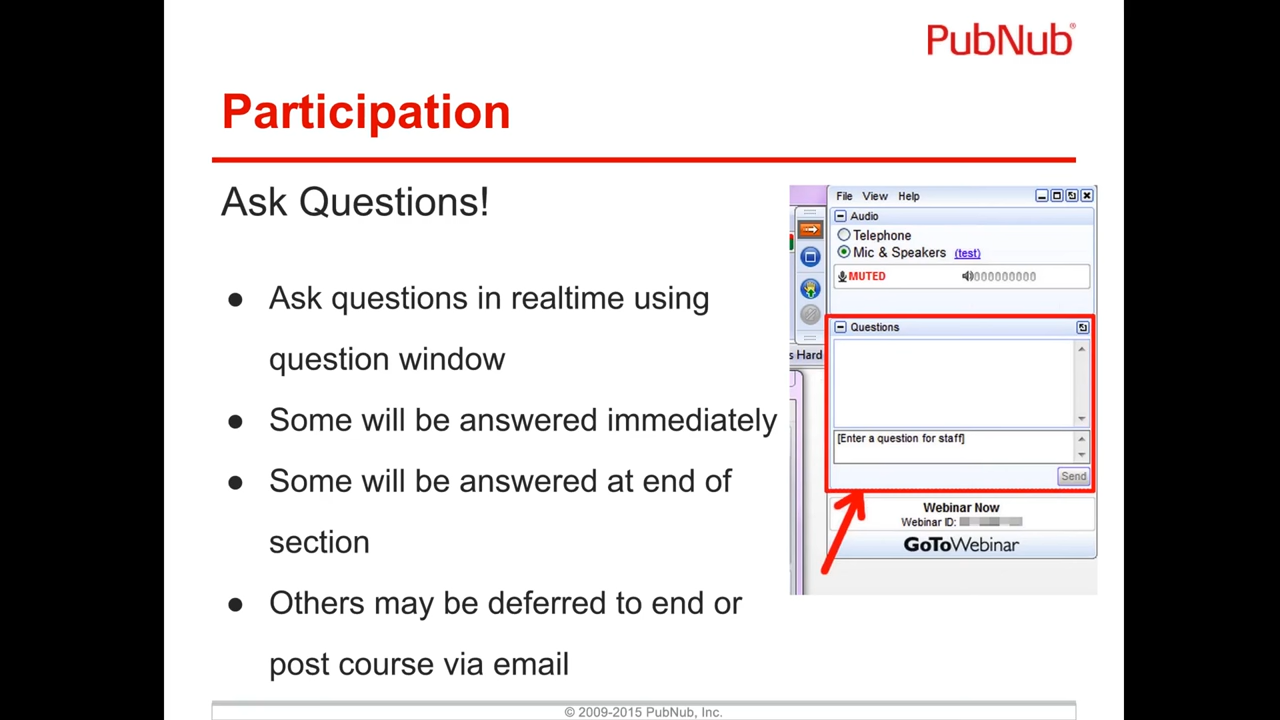 PubNub®
Participation
Ask Questions!
● Ask questions in realtime using
question window
● Some will be answered immediately
● Some will be answered at end of
section
● Others may be deferred to end or
post course via email
File View Help
Audio
Telephone
Mic & Speakers (test)
MUTED
000000000
Questions
s Hard
[Enter a question for staff]
Send
Webinar Now
Webinar ID:
GoToWebinar
© 2009-2015 PubNub, Inc.